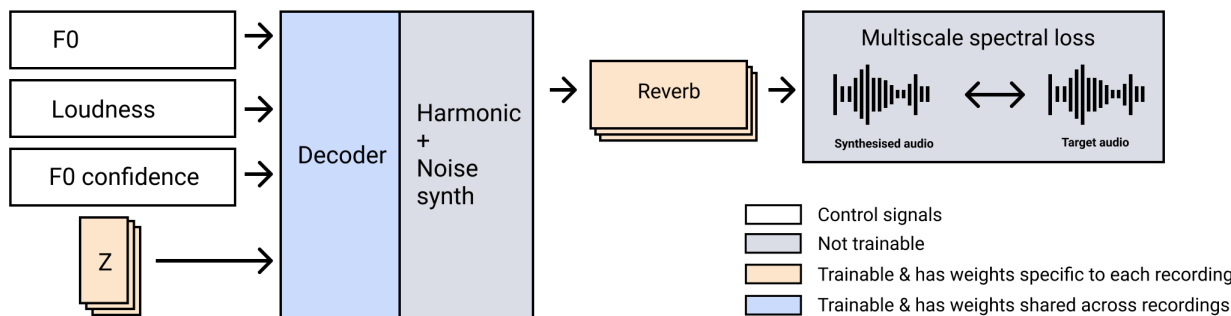 F0
Loudness
F0 confidence
Z
Decoder
Harmonic
+
Noise
synth
Reverb
Multiscale spectral loss
Synthesised audio
Target audio
Control signals
Not trainable
Trainable & has weights specific to each recording
Trainable & has weights shared across recordings